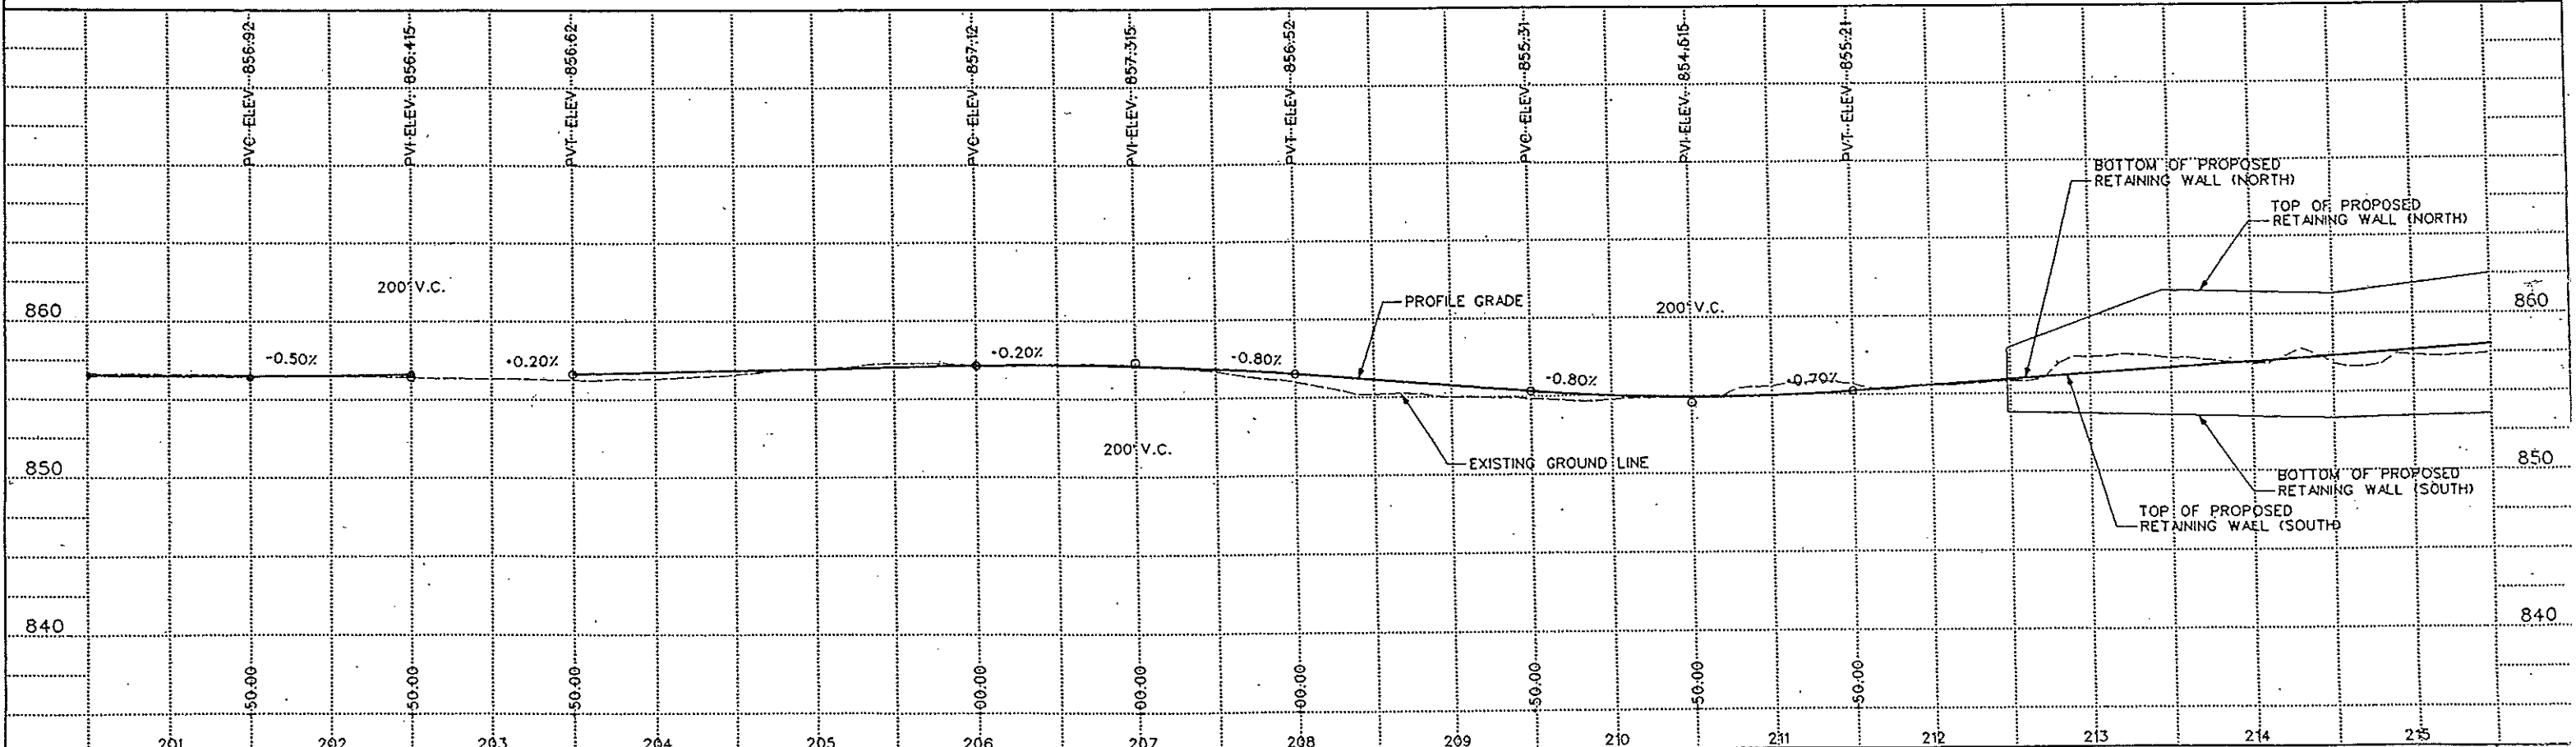 PVC ELEV. 856.92
PVI ELEV. 856.415
PVT ELEV. 856.62
PVC ELEV. 857.12
PVI ELEV. 857.315
PVT ELEV. 856.52
PVC ELEV. 855.31
PVI ELEV. 854.515
PVT ELEV. 855.21
BOTTOM OF PROPOSED
RETAINING WALL (NORTH)
TOP OF PROPOSED
RETAINING WALL (NORTH)
200' V.C.
PROFILE GRADE
200' V.C.
860
860
-0.50%
+0.20%
+0.20%
-0.80%
-0.80%
+0.70%
200' V.C.
EXISTING GROUND LINE
850
850
BOTTOM OF PROPOSED
RETAINING WALL (SOUTH)
TOP OF PROPOSED
RETAINING WALL (SOUTH)
840
840
+50.00
+50.00
+50.00
+00.00
+00.00
+00.00
+50.00
+50.00
+50.00
201 202 203 204 205 206 207 208 209 210 211 212 213 214 215